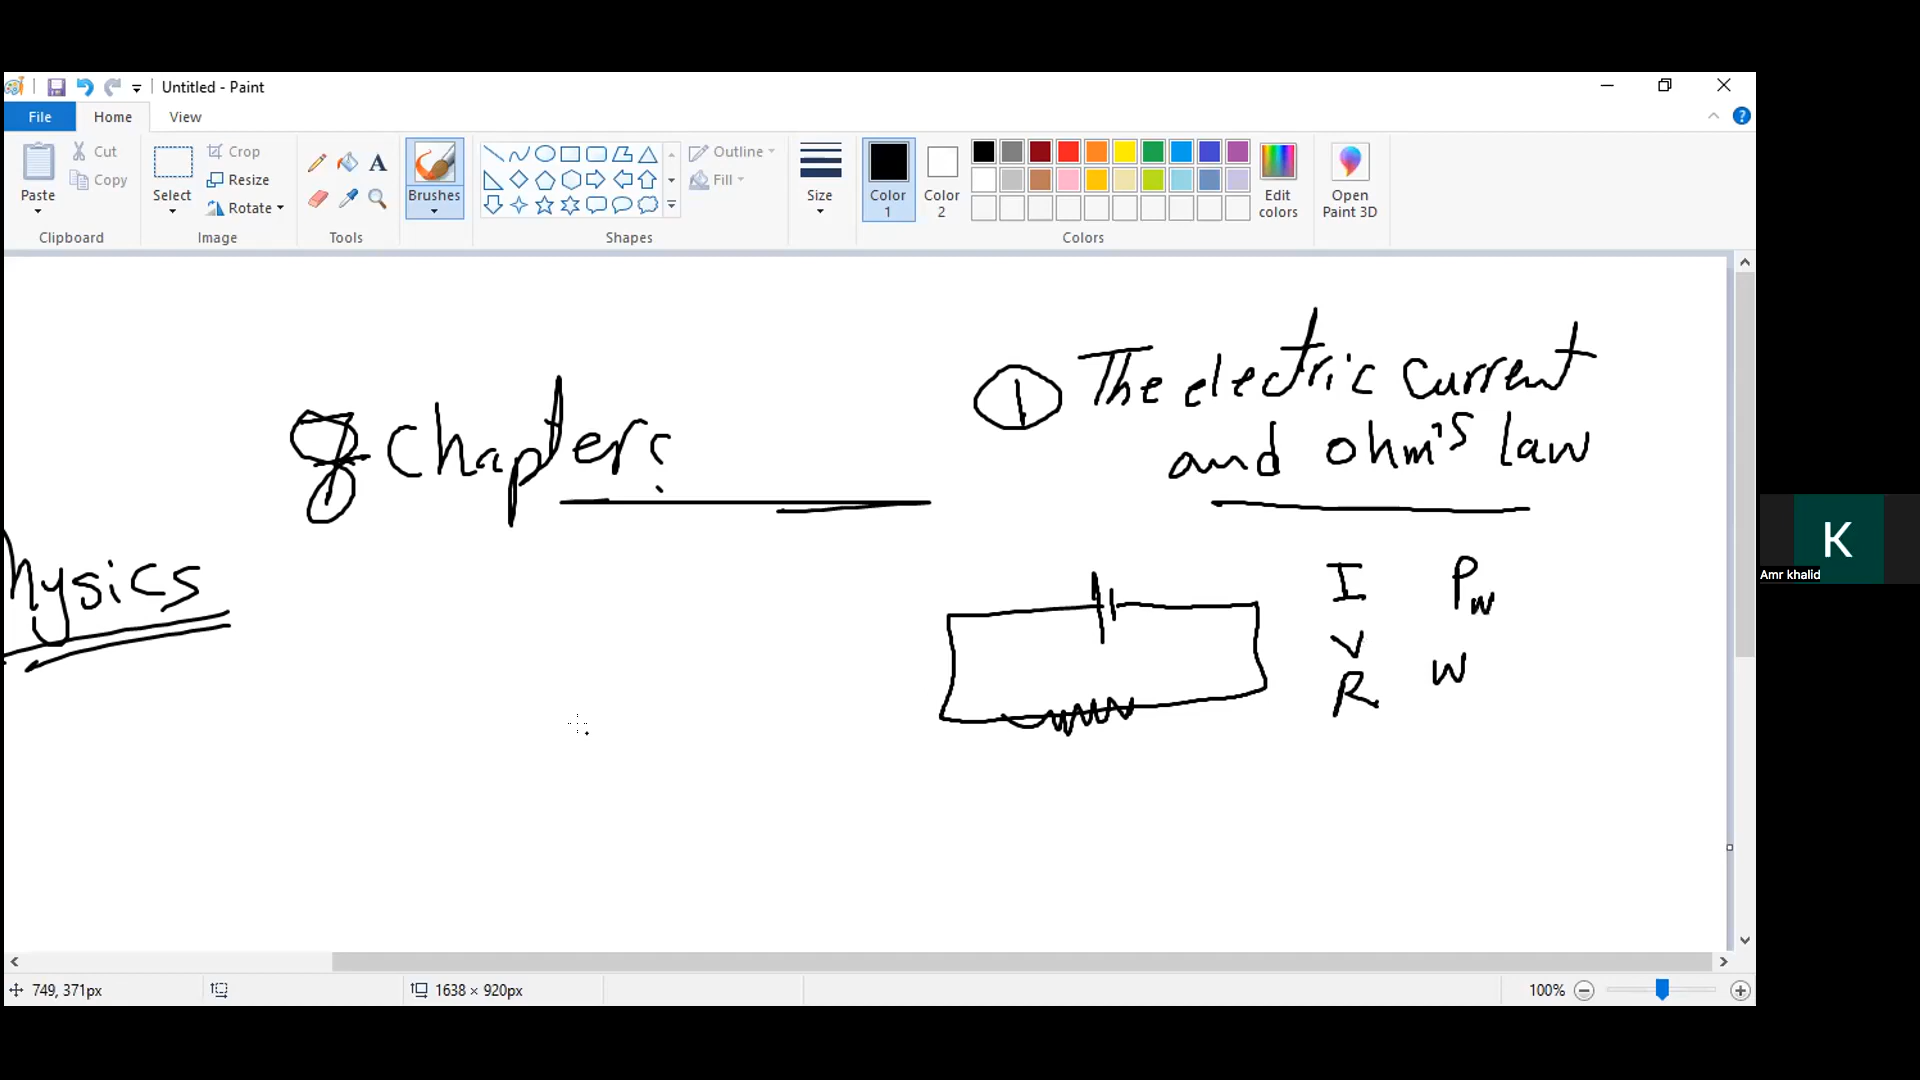 Untitled - Paint
File Home View
Paste Cut Copy Clipboard
Select Crop Resize Rotate Image
Tools
Brushes
Outline Fill Shapes
Size
Color 1 Color 2 Edit colors Open Paint 3D
Colors
chapters:
① The electric current
and ohm's law
hysics
I Pw
V W
R
K
Amr khalid
749, 371px 1638 × 920px 100%